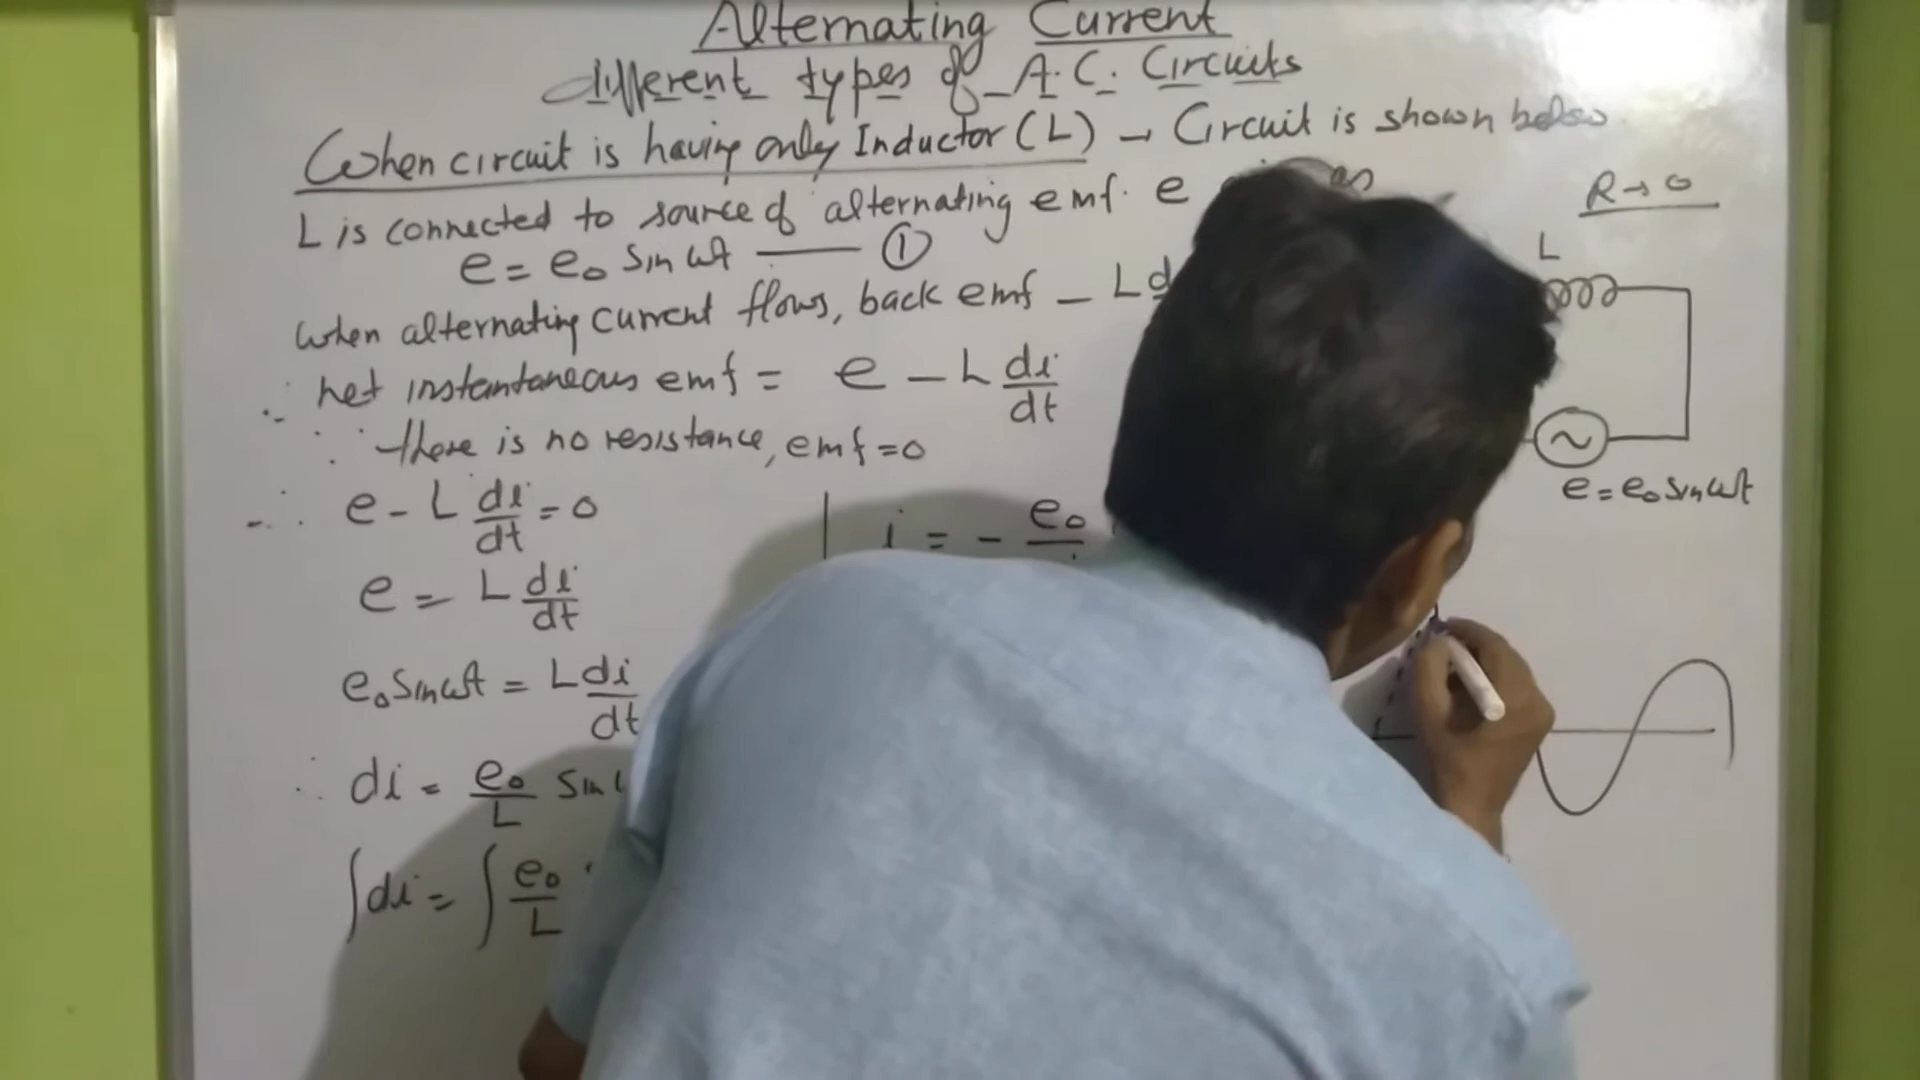 Alternating Current
different types of A.C. Circuits
When circuit is having only Inductor (L) → Circuit is shown below
L is connected to source of alternating emf. e as
e = e₀ sin ωt —— ①
When alternating current flows, back emf - L d
∴ net instantaneous emf = e - L di/dt
∵ there is no resistance, emf = 0
∴ e - L di/dt = 0
e = L di/dt
e₀ sin ωt = L di/dt
∴ di = e₀/L sin
∫di = ∫ e₀/L
i = - e₀
R → 0
L
~
e = e₀ sin ωt